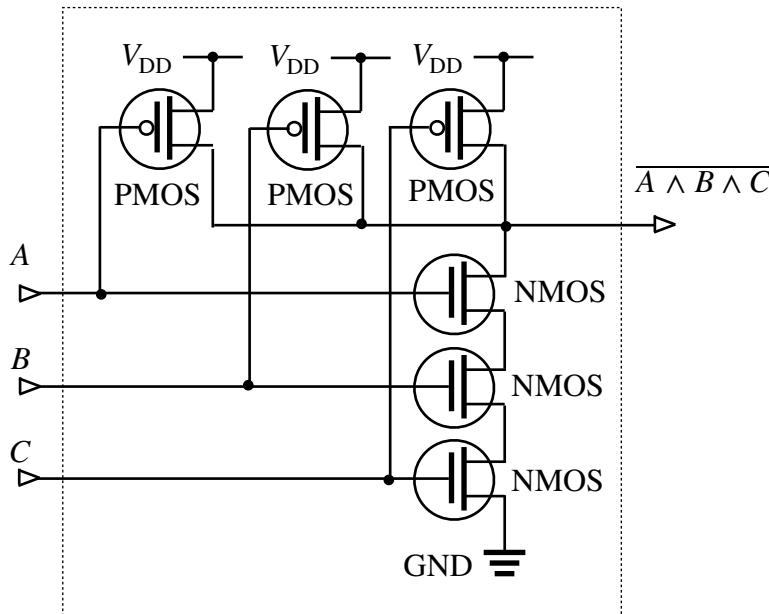 V_DD V_DD V_DD
PMOS PMOS PMOS
A ∧ B ∧ C
A
NMOS
B
NMOS
C
NMOS
GND